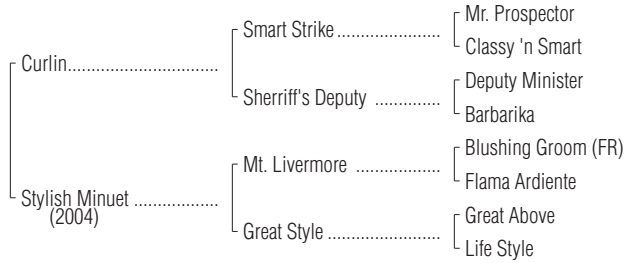 Mr. Prospector
Smart Strike
Classy 'n Smart
Curlin
Deputy Minister
Sherriff's Deputy
Barbarika
Blushing Groom (FR)
Mt. Livermore
Flama Ardiente
Stylish Minuet
(2004)
Great Above
Great Style
Life Style